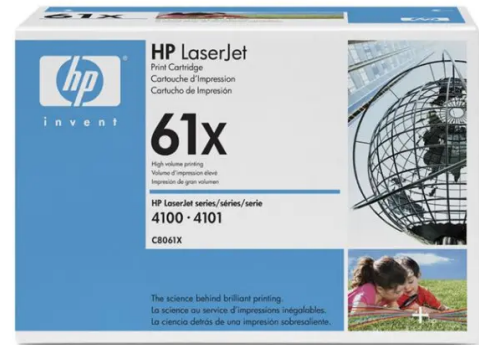 61x
HP LaserJet
Print Cartridge
Cartouche d'Impression
Cartucho de Impresión
hp
invent
61x
High volume printing
Volume d'impression élevé
Impresión de gran volumen
HP LaserJet series/séries/serie
4100 · 4101
C8061X
The science behind brilliant printing.
La science au service d'impressions inégalables.
La ciencia detrás de una impresión sobresaliente.